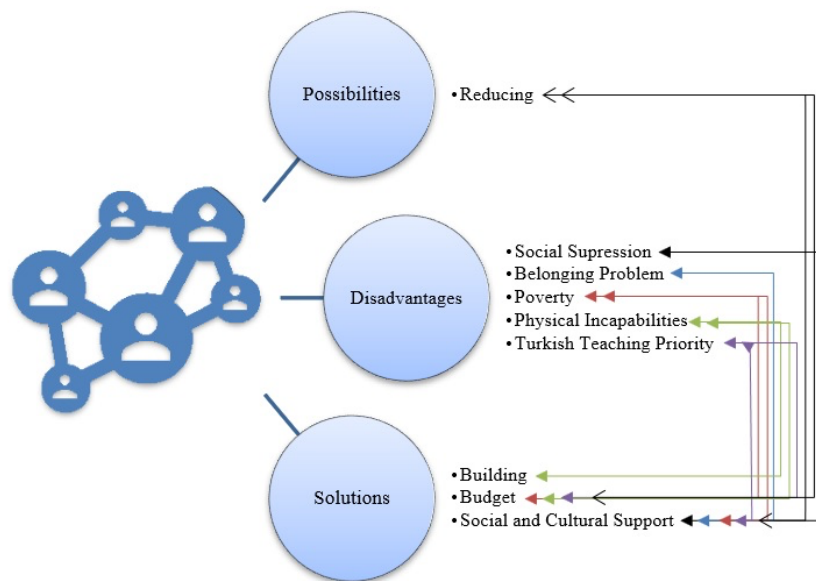 Possibilities
•Reducing
Disadvantages
•Social Supression
•Belonging Problem
•Poverty
•Physical Incapabilities
•Turkish Teaching Priority
Solutions
•Building
•Budget
•Social and Cultural Support